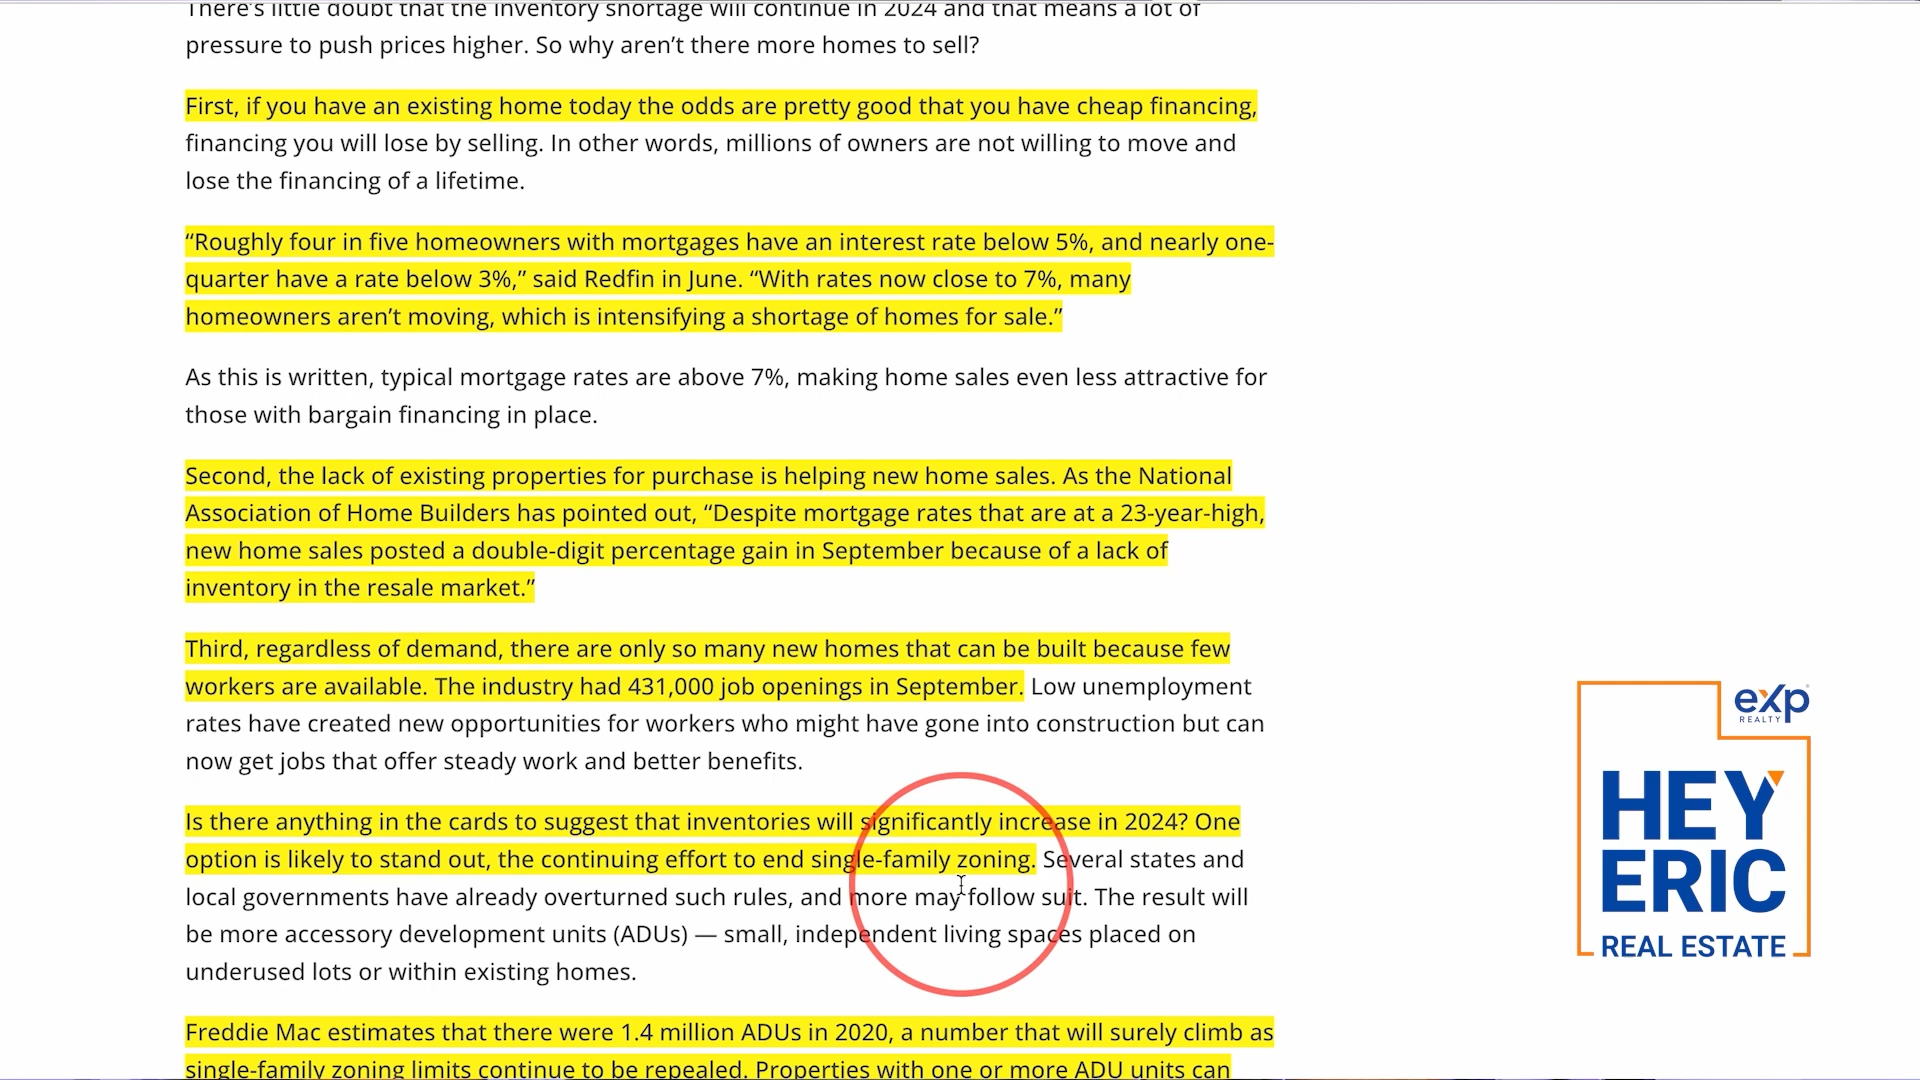 There's little doubt that the inventory shortage will continue in 2024 and that means a lot of
pressure to push prices higher. So why aren’t there more homes to sell?
First, if you have an existing home today the odds are pretty good that you have cheap financing,
financing you will lose by selling. In other words, millions of owners are not willing to move and
lose the financing of a lifetime.
“Roughly four in five homeowners with mortgages have an interest rate below 5%, and nearly one-
quarter have a rate below 3%,” said Redfin in June. “With rates now close to 7%, many
homeowners aren’t moving, which is intensifying a shortage of homes for sale.”
As this is written, typical mortgage rates are above 7%, making home sales even less attractive for
those with bargain financing in place.
Second, the lack of existing properties for purchase is helping new home sales. As the National
Association of Home Builders has pointed out, “Despite mortgage rates that are at a 23-year-high,
new home sales posted a double-digit percentage gain in September because of a lack of
inventory in the resale market.”
Third, regardless of demand, there are only so many new homes that can be built because few
workers are available. The industry had 431,000 job openings in September. Low unemployment
rates have created new opportunities for workers who might have gone into construction but can
now get jobs that offer steady work and better benefits.
Is there anything in the cards to suggest that inventories will significantly increase in 2024? One
option is likely to stand out, the continuing effort to end single-family zoning. Several states and
local governments have already overturned such rules, and more may follow suit. The result will
be more accessory development units (ADUs) — small, independent living spaces placed on
underused lots or within existing homes.
Freddie Mac estimates that there were 1.4 million ADUs in 2020, a number that will surely climb as
single-family zoning limits continue to be repealed. Properties with one or more ADU units can
exp
REALTY
HEY
ERIC
REAL ESTATE